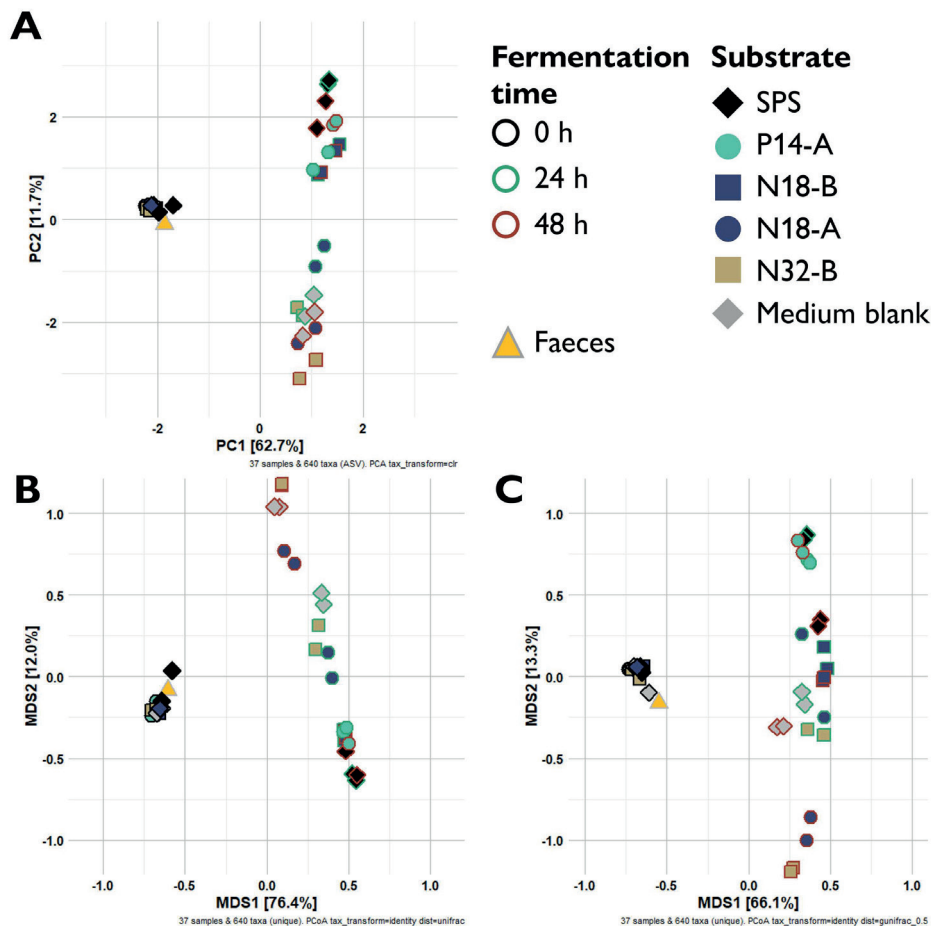 A
Fermentation
time
0 h
24 h
48 h
Faeces
Substrate
SPS
P14-A
N18-B
N18-A
N32-B
Medium blank
PC2 [11.7%]
2
0
-2
-2
0
2
PC1 [62.7%]
37 samples & 640 taxa (ASV). PCA tax_transform=clr
B
MDS2 [12.0%]
1.0
0.5
0.0
-0.5
-1.0
-1.0
-0.5
0.0
0.5
1.0
MDS1 [76.4%]
37 samples & 640 taxa (unique). PCoA tax_transform=identity dist=unifrac
C
MDS2 [13.3%]
1.0
0.5
0.0
-0.5
-1.0
-1.0
-0.5
0.0
0.5
1.0
MDS1 [66.1%]
37 samples & 640 taxa (unique). PCoA tax_transform=identity dist=gunifrac_0.5